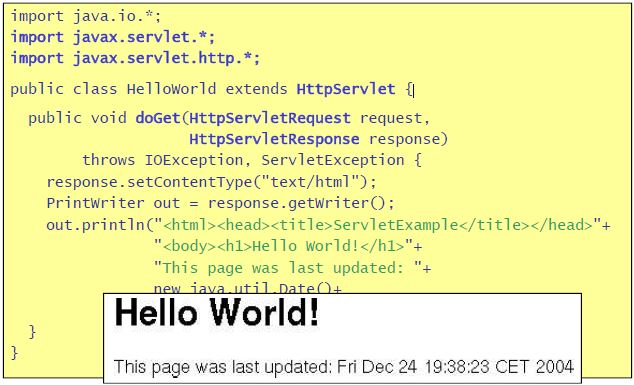 import java.io.*;
import javax.servlet.*;
import javax.servlet.http.*;
public class HelloWorld extends HttpServlet {
public void doGet(HttpServletRequest request,
HttpServletResponse response)
throws IOException, ServletException {
response.setContentType("text/html");
PrintWriter out = response.getWriter();
out.println("<html><head><title>ServletExample</title></head>"+
"<body><h1>Hello World!</h1>"+
"This page was last updated: "+
new java.util.Date()+
}
}
Hello World!
This page was last updated: Fri Dec 24 19:38:23 CET 2004